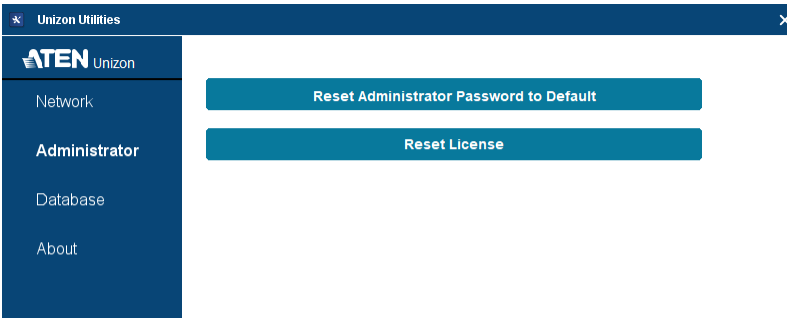 Unizon Utilities
ATEN Unizon
Network
Administrator
Database
About
Reset Administrator Password to Default
Reset License